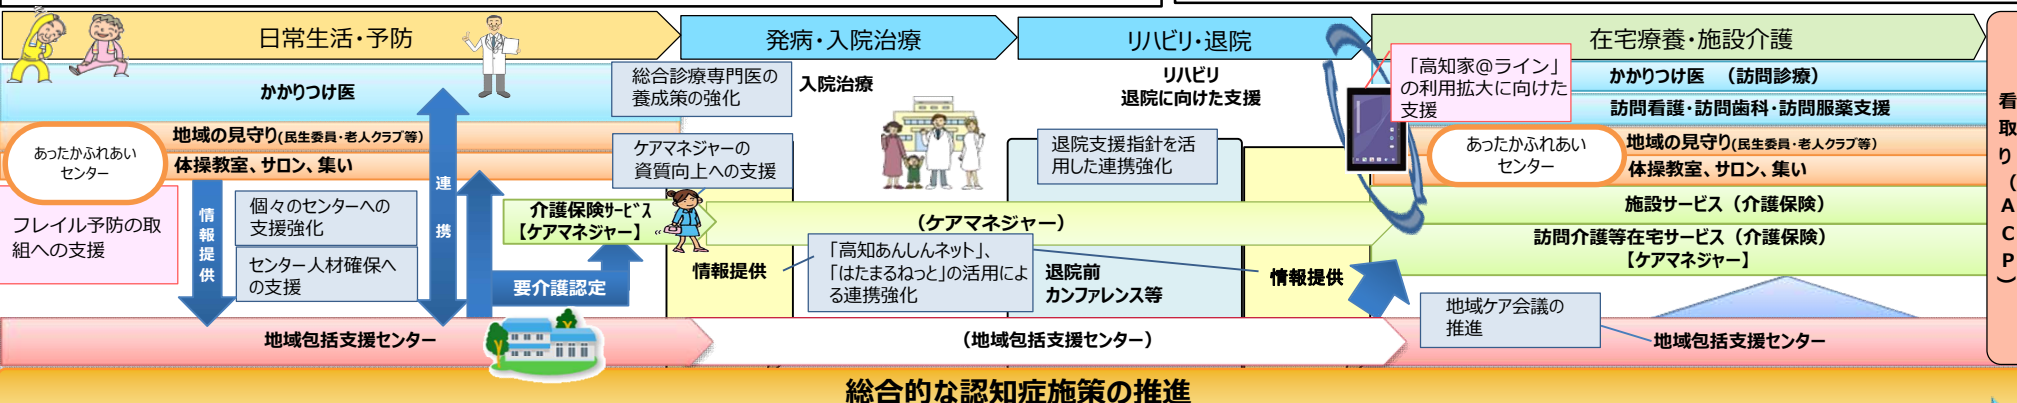 日常生活・予防
発病・入院治療
リハビリ・退院
在宅療養・施設介護
かかりつけ医
総合診療専門医の
養成策の強化
入院治療
リハビリ
退院に向けた支援
「高知家@ライン」
の利用拡大に向けた
支援
かかりつけ医 (訪問診療)
訪問看護・訪問歯科・訪問服薬支援
地域の見守り(民生委員・老人クラブ等)
体操教室、サロン、集い
あったかふれあい
センター
ケアマネジャーの
資質向上への支援
退院支援指針を活
用した連携強化
あったかふれあい
センター
地域の見守り(民生委員・老人クラブ等)
体操教室、サロン、集い
フレイル予防の取
組への支援
情報提供
個々のセンターへの
支援強化
センター人材確保へ
の支援
連携
介護保険サービス
【ケアマネジャー】
(ケアマネジャー)
施設サービス(介護保険)
訪問介護等在宅サービス(介護保険)
【ケアマネジャー】
要介護認定
情報提供
「高知あんしんネット」、
「はたまるねっと」の活用によ
る連携強化
退院前
カンファレンス等
情報提供
地域ケア会議の
推進
地域包括支援センター
(地域包括支援センター)
地域包括支援センター
看取り(ACP)
総合的な認知症施策の推進